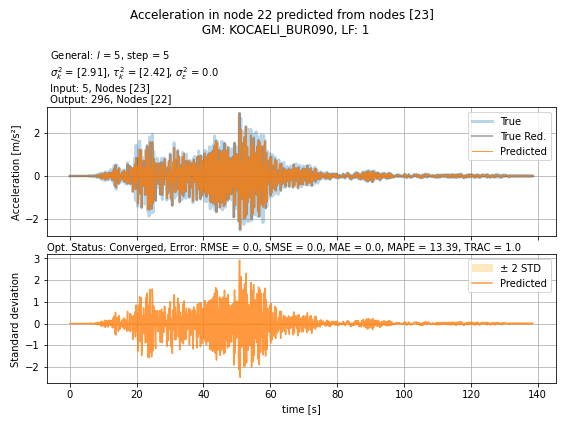 Acceleration in node 22 predicted from nodes [23]
GM: KOCAELI_BUR090, LF: 1
General: l = 5, step = 5
σ²ₖ = [2.91], τ²ₖ = [2.42], σ²ε = 0.0
Input: 5, Nodes [23]
Output: 296, Nodes [22]
Acceleration [m/s²]
2
0
−2
True
True Red.
Predicted
Opt. Status: Converged, Error: RMSE = 0.0, SMSE = 0.0, MAE = 0.0, MAPE = 13.39, TRAC = 1.0
Standard deviation
3
2
1
0
−1
−2
± 2 STD
Predicted
0 20 40 60 80 100 120 140
time [s]